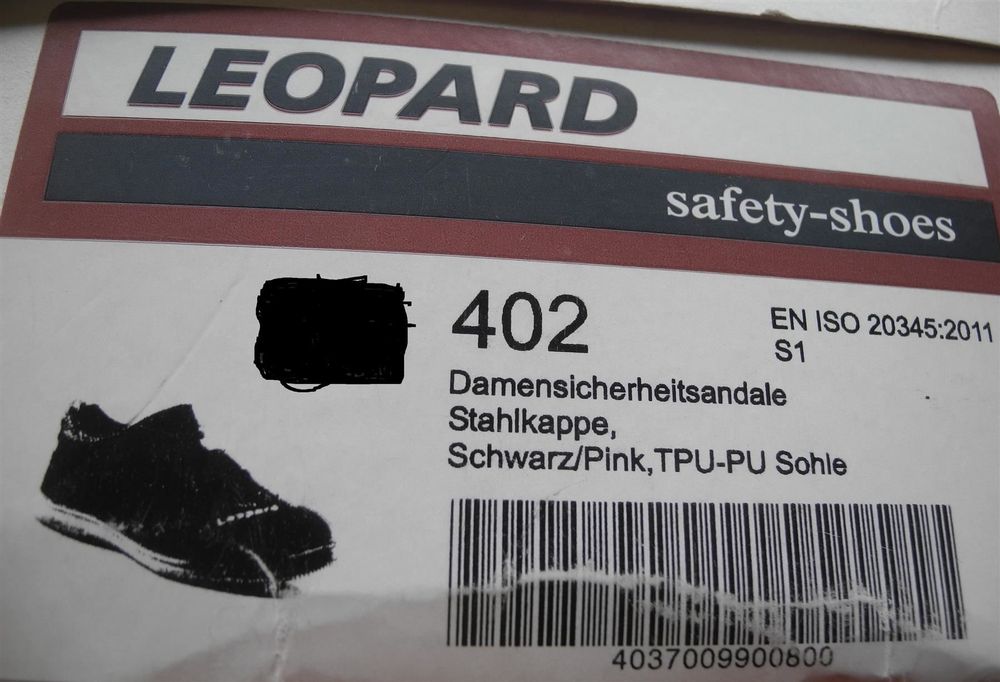 LEOPARD
safety-shoes
402
EN ISO 20345:2011
S1
Damensicherheitsandale
Stahlkappe,
Schwarz/Pink,TPU-PU Sohle
4037009900800